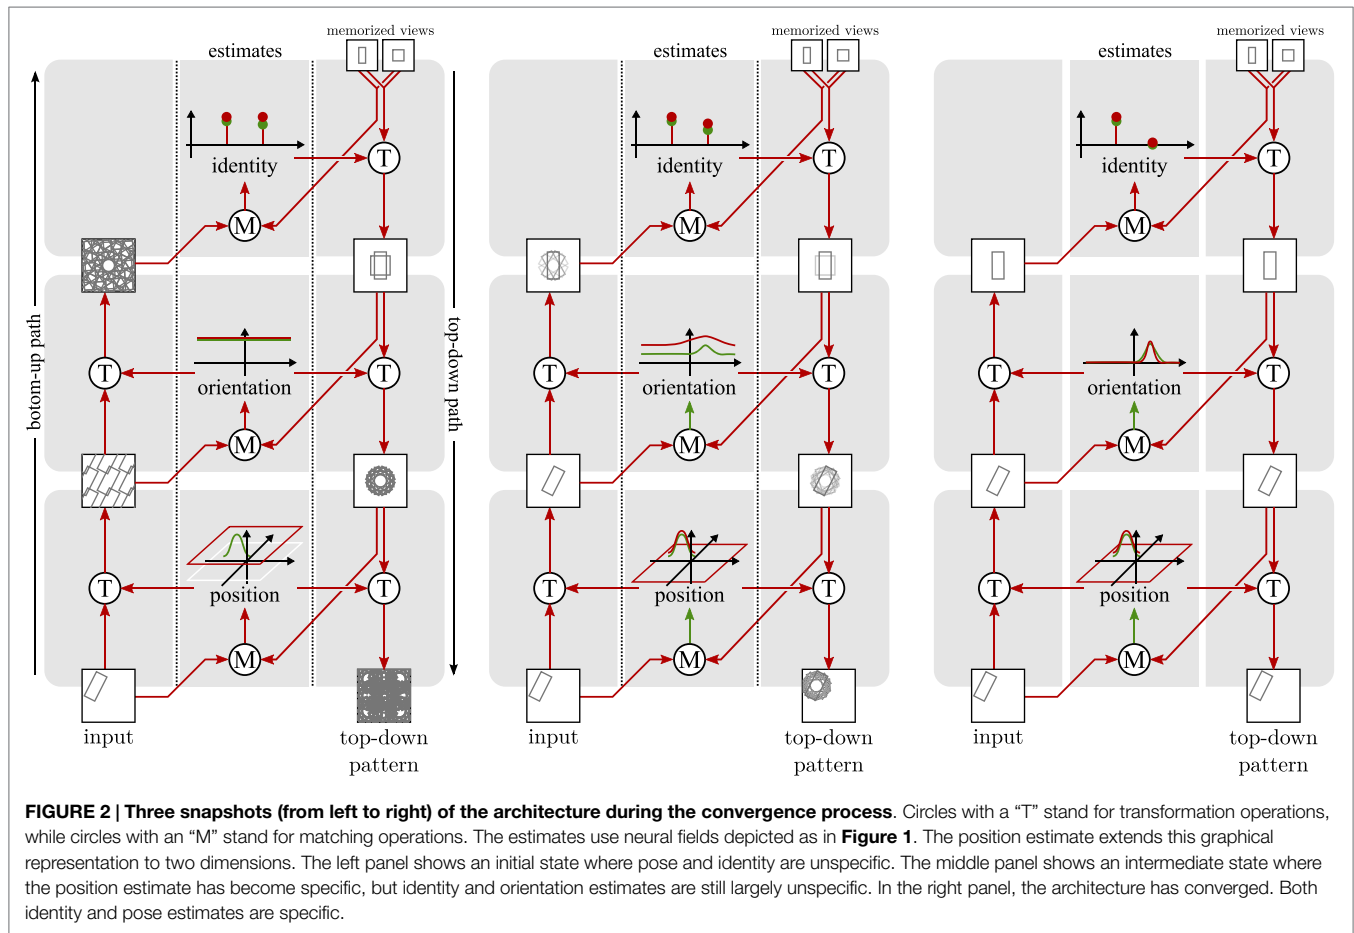 memorized views
estimates
identity
T
M
botom-up path
top-down path
T
T
orientation
M
T
T
position
M
input
top-down
pattern
memorized views
estimates
identity
T
M
T
T
orientation
M
T
T
position
M
input
top-down
pattern
memorized views
estimates
identity
T
M
T
T
orientation
M
T
T
position
M
input
top-down
pattern
FIGURE 2 | Three snapshots (from left to right) of the architecture during the convergence process. Circles with a “T” stand for transformation operations,
while circles with an “M” stand for matching operations. The estimates use neural fields depicted as in Figure 1. The position estimate extends this graphical
representation to two dimensions. The left panel shows an initial state where pose and identity are unspecific. The middle panel shows an intermediate state where
the position estimate has become specific, but identity and orientation estimates are still largely unspecific. In the right panel, the architecture has converged. Both
identity and pose estimates are specific.